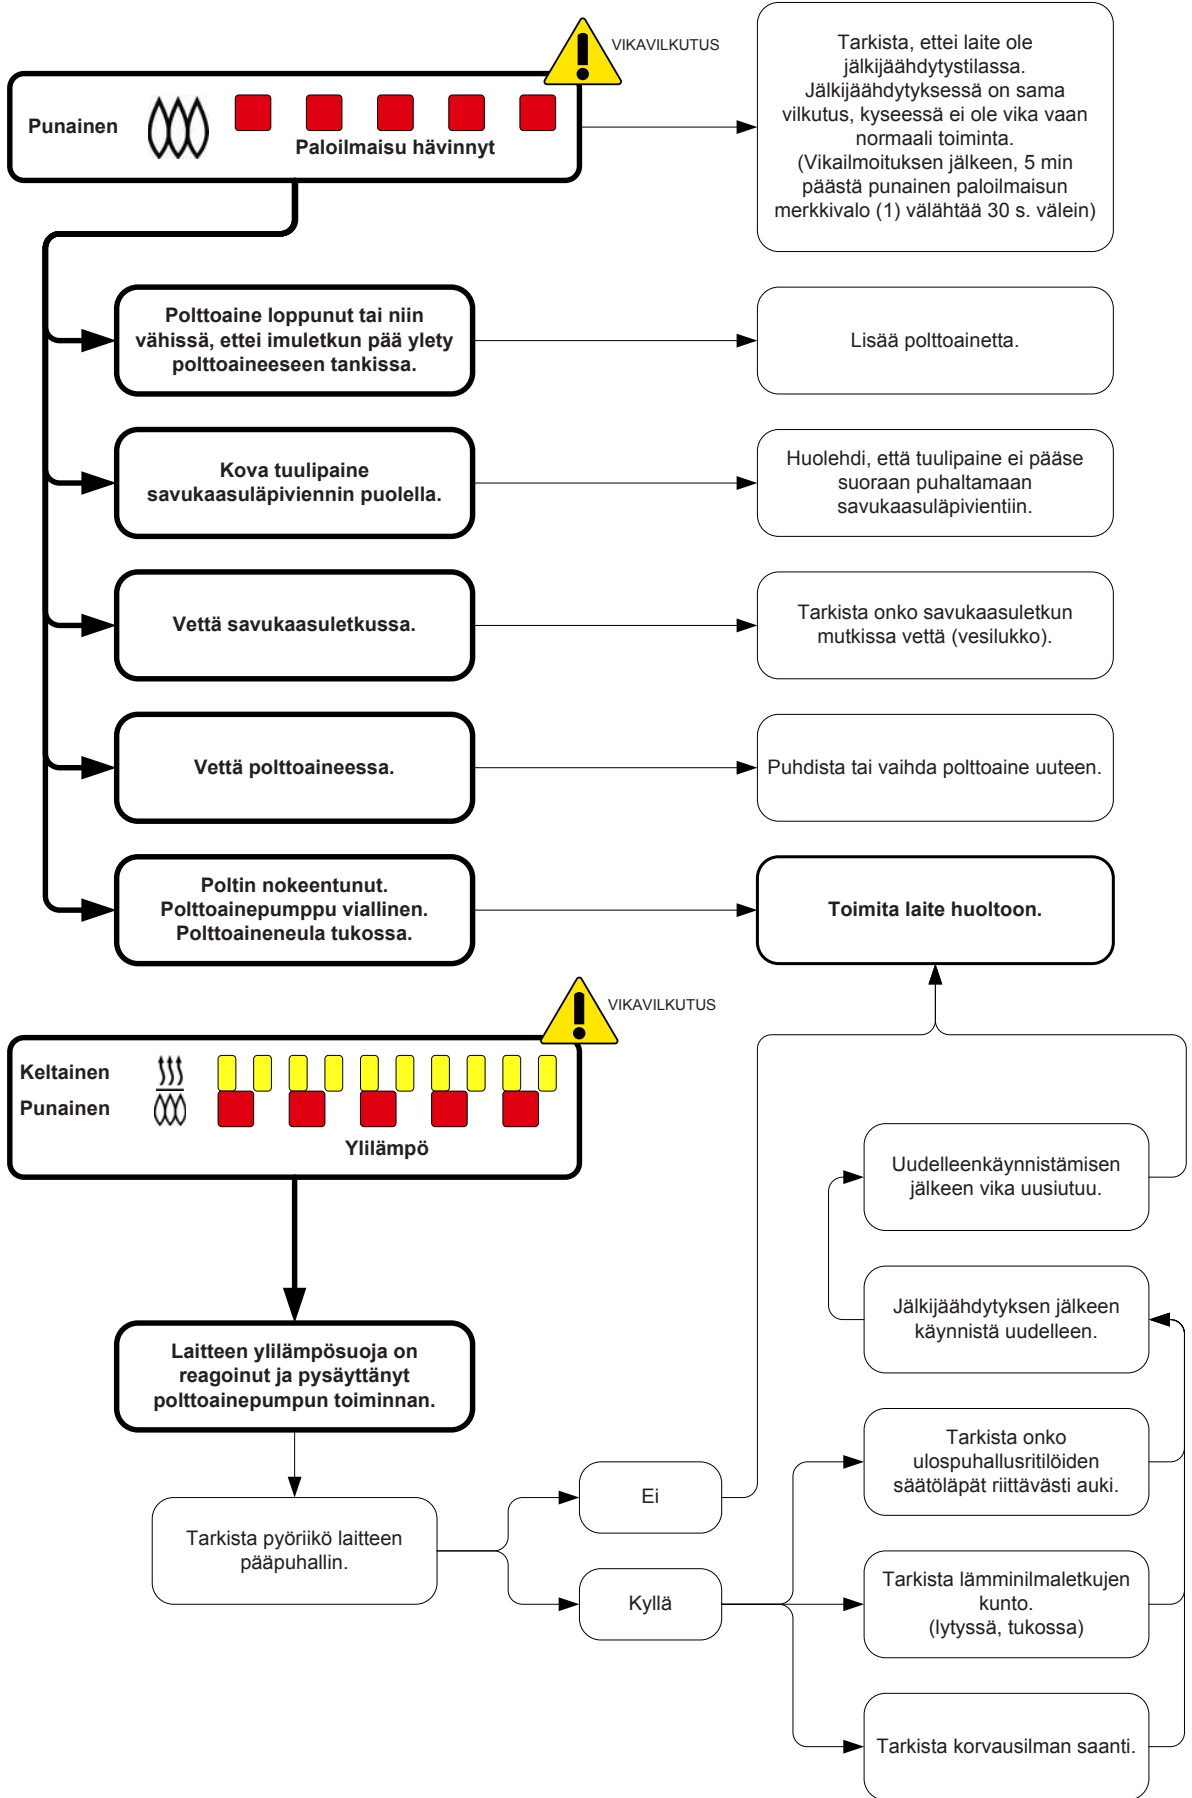 VIKAVILKUTUS
Punainen
Paloilmaisu hävinnyt
Tarkista, ettei laite ole
jälkijäähdytystilassa.
Jälkijäähdytyksessä on sama
vilkutus, kyseessä ei ole vika vaan
normaali toiminta.
(Vikailmoituksen jälkeen, 5 min
päästä punainen paloilmaisun
merkkivalo (1) välähtää 30 s. välein)
Polttoaine loppunut tai niin
vähissä, ettei imuletkun pää ylety
polttoaineeseen tankissa.
Lisää polttoainetta.
Kova tuulipaine
savukaasuläpiviennin puolella.
Huolehdi, että tuulipaine ei pääse
suoraan puhaltamaan
savukaasuläpivientiin.
Vettä savukaasuletkussa.
Tarkista onko savukaasuletkun
mutkissa vettä (vesilukko).
Vettä polttoaineessa.
Puhdista tai vaihda polttoaine uuteen.
Poltin nokeentunut.
Polttoainepumppu viallinen.
Polttoaineneula tukossa.
Toimita laite huoltoon.
VIKAVILKUTUS
Keltainen
Punainen
Ylilämpö
Uudelleenkäynnistämisen
jälkeen vika uusiutuu.
Jälkijäähdytyksen jälkeen
käynnistä uudelleen.
Laitteen ylilämpösuoja on
reagoinut ja pysäyttänyt
polttoainepumpun toiminnan.
Tarkista onko
ulospuhallusritilöiden
säätöläpät riittävästi auki.
Ei
Tarkista pyöriikö laitteen
pääpuhallin.
Kyllä
Tarkista lämminilmaletkujen
kunto.
(lytyssä, tukossa)
Tarkista korvausilman saanti.